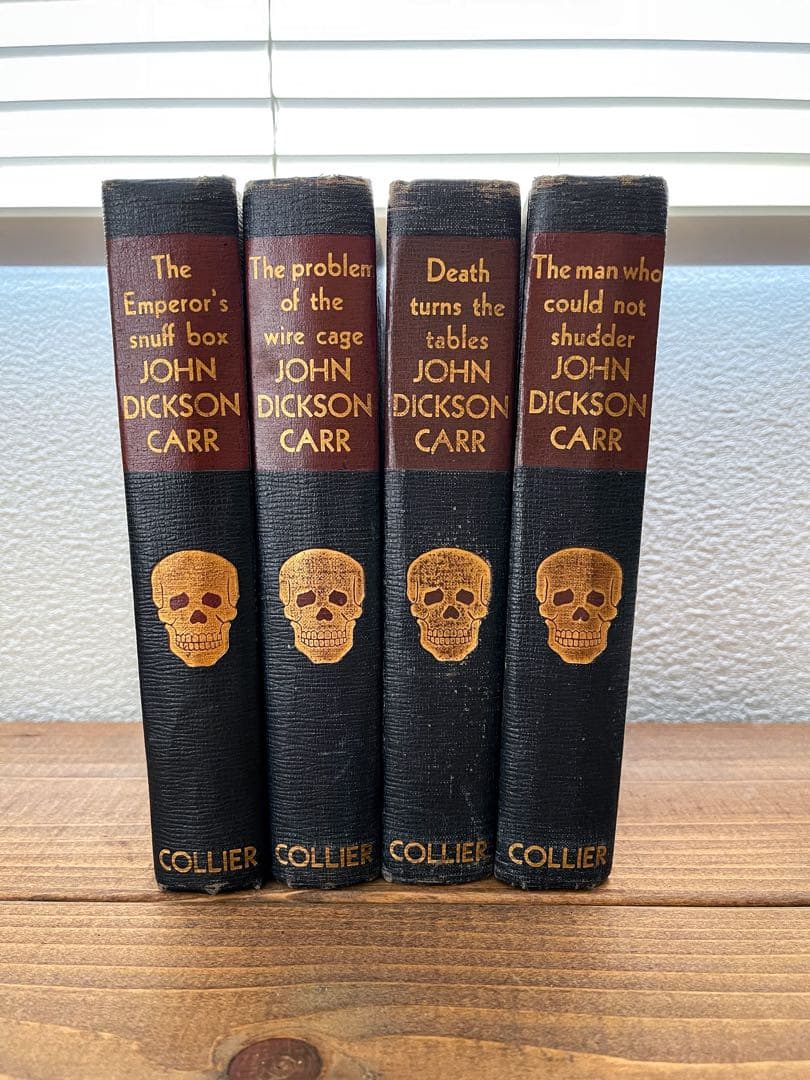 The
Emperor's
snuff box
JOHN
DICKSON
CARR
COLLIER
The problem
of the
wire cage
JOHN
DICKSON
CARR
COLLIER
Death
turns the
tables
JOHN
DICKSON
CARR
COLLIER
The man who
could not
shudder
JOHN
DICKSON
CARR
COLLIER